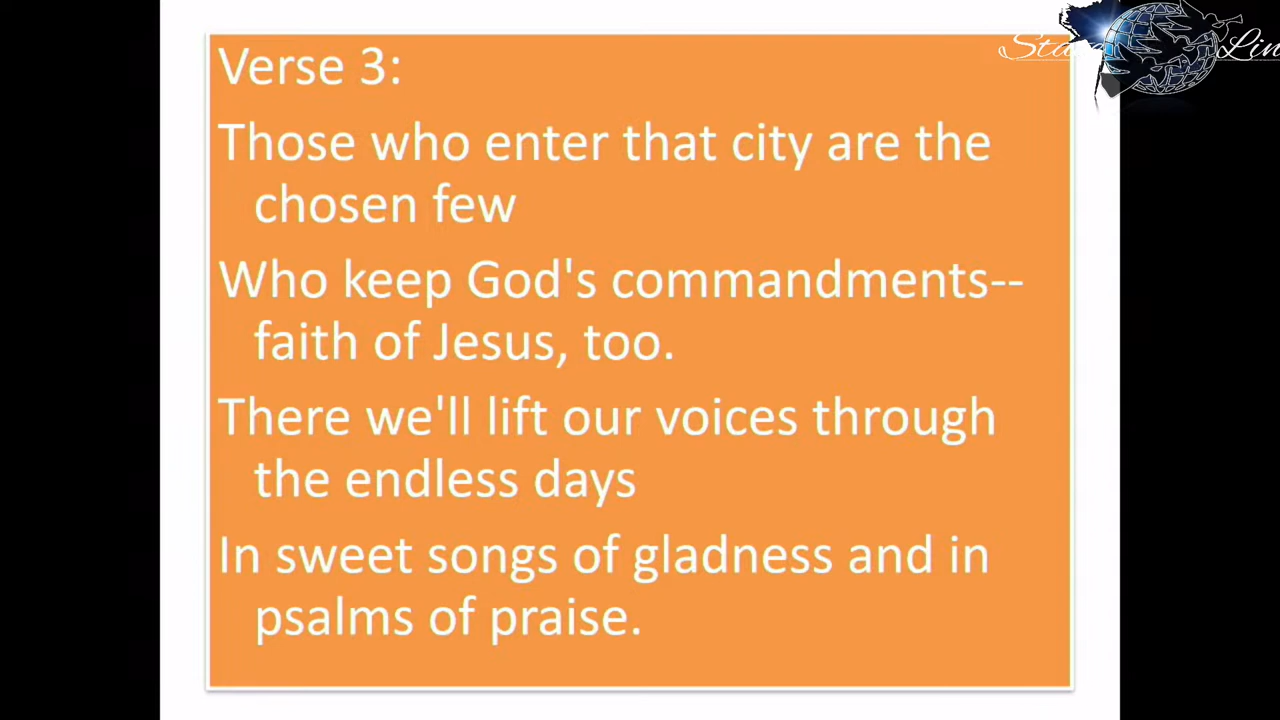 Verse 3:
Those who enter that city are the
chosen few
Who keep God's commandments--
faith of Jesus, too.
There we'll lift our voices through
the endless days
In sweet songs of gladness and in
psalms of praise.